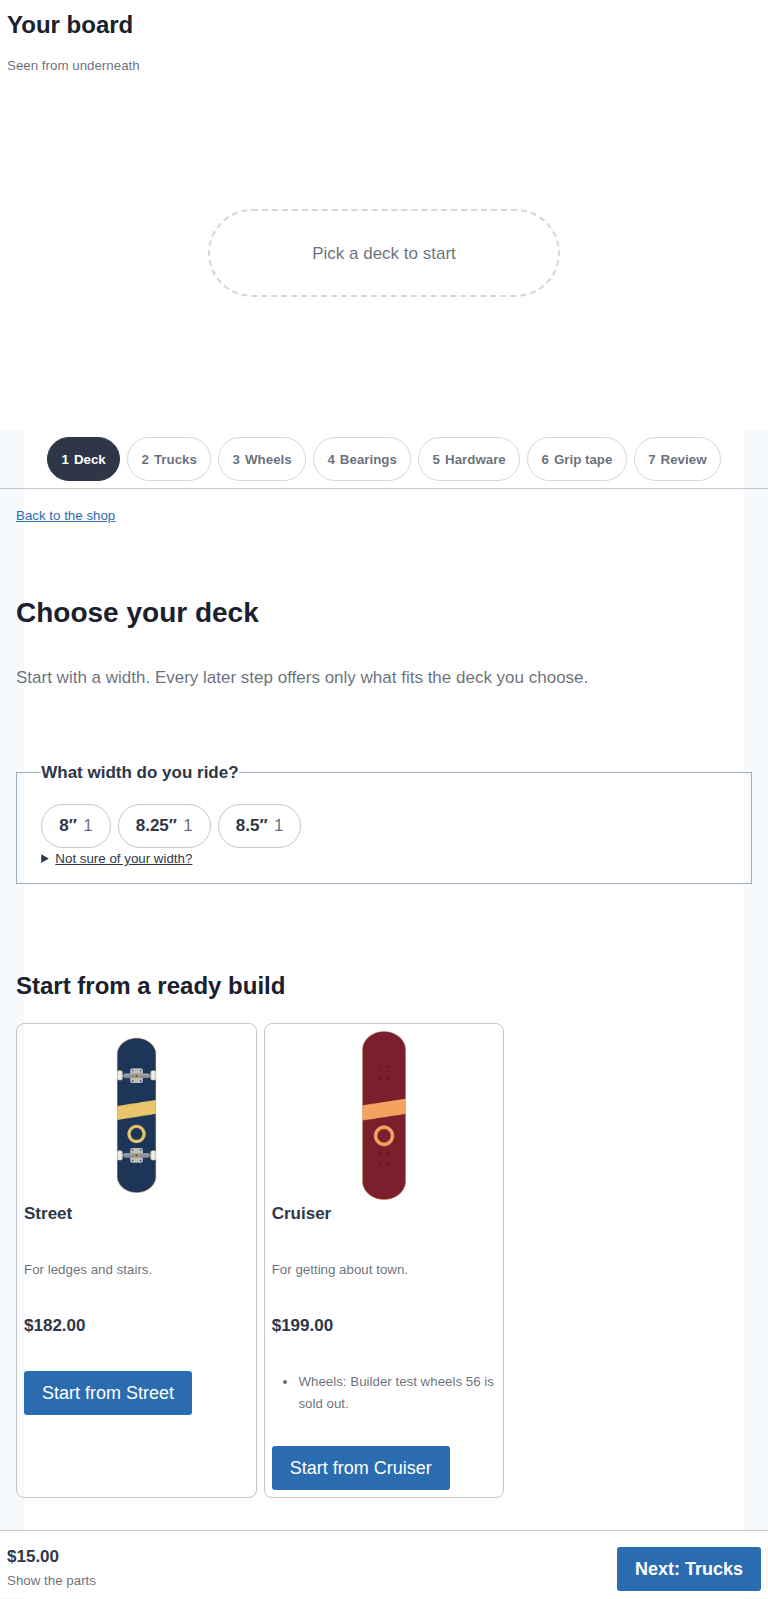 Your board
Seen from underneath
Pick a deck to start
1 Deck 2 Trucks 3 Wheels 4 Bearings 5 Hardware 6 Grip tape 7 Review
Back to the shop
Choose your deck
Start with a width. Every later step offers only what fits the deck you choose.
What width do you ride?
8″ 1 8.25″ 1 8.5″ 1
Not sure of your width?
Start from a ready build
Street
For ledges and stairs.
$182.00
Start from Street
Cruiser
For getting about town.
$199.00
• Wheels: Builder test wheels 56 is
sold out.
Start from Cruiser
$15.00
Show the parts
Next: Trucks